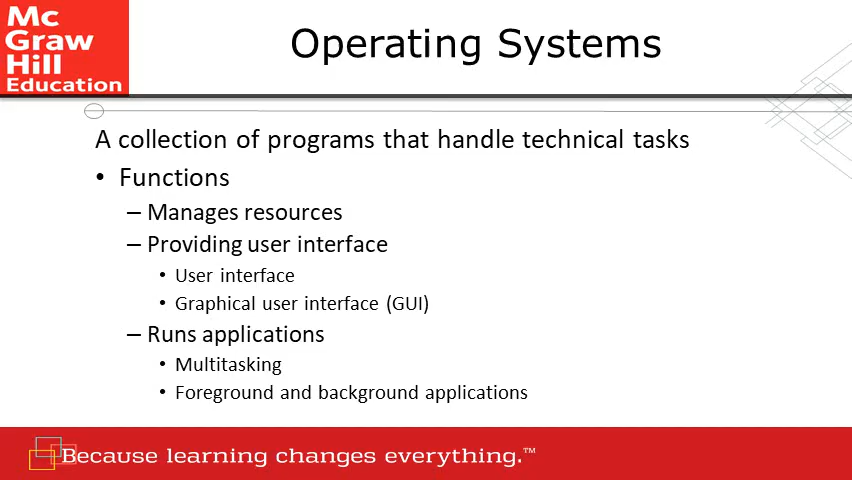 Mc
Graw
Hill
Education
Operating Systems
A collection of programs that handle technical tasks
• Functions
– Manages resources
– Providing user interface
• User interface
• Graphical user interface (GUI)
– Runs applications
• Multitasking
• Foreground and background applications
Because learning changes everything.™